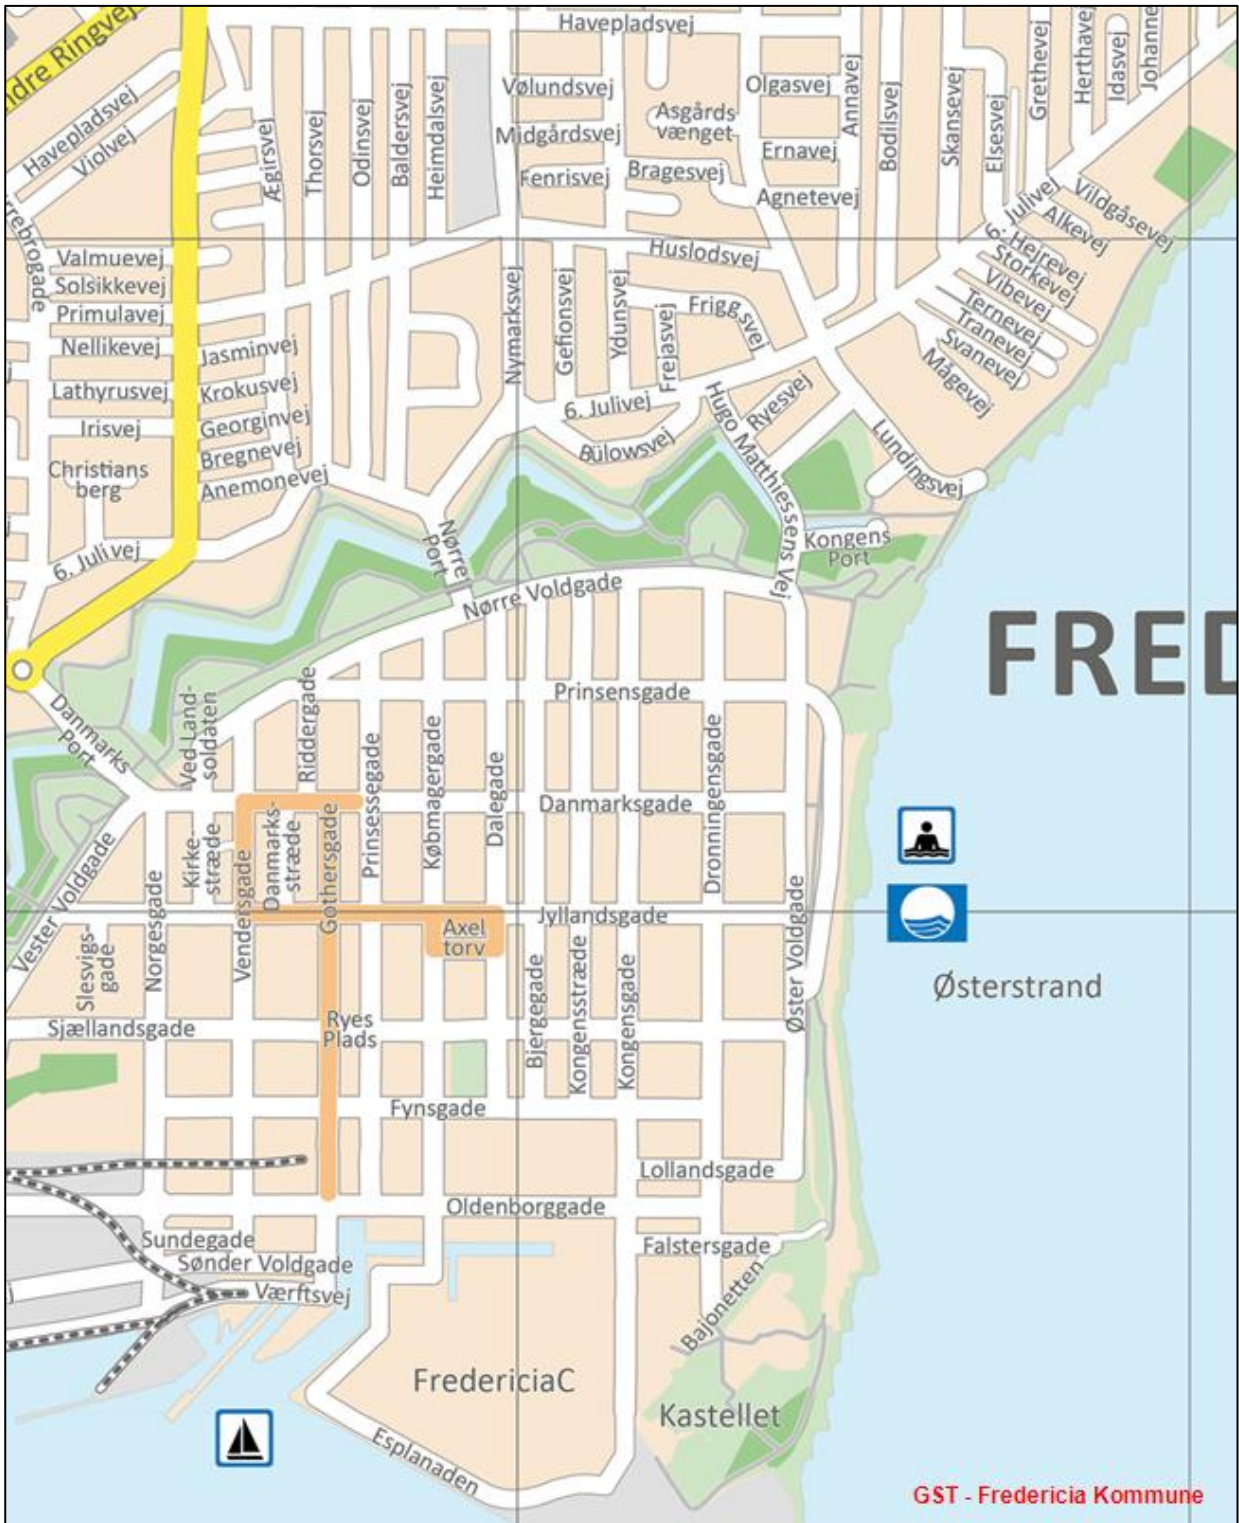 Havepladsvej
ndre Ringvej
Havepladsvej
Violvej
Ægirsvej
Thorsvej
Odinsvej
Baldersvej
Heimdalsvej
Vølundsvej
Midgårdsvej
Fenrisvej
Asgårds
vænget
Bragesvej
Olgasvej
Ernavej
Agnetevej
Annavej
Bodilsvej
Skansevej
Elsesvej
Grethevej
Herthavej
Idasvej
Johanne
Vildgåsevej
Alkevej
6. Julivej
Hejrevej
Storkevej
Vibevej
Ternevej
Tranevej
Svanevej
Mågevej
Huslodsvej
rrebrogade
Valmuevej
Solsikkevej
Primulavej
Nellikevej
Lathyrusvej
Irisvej
Christians
berg
Jasminvej
Krokusvej
Georginvej
Bregnevej
Anemonevej
6. Julivej
Nymarksvej
Gefionsvej
Ydunsvej
Frejasvej
Friggsvej
6. Julivej
Bülowsvej
Hugo Matthiessens Vej
Ryesvej
Lundingsvej
Kongens
Port
Nørre
Port
Nørre Voldgade
FRED
Danmarks
Port
Ved Land-
soldaten
Riddergade
Prinsensgade
Prinsessegade
Købmagergade
Dalegade
Danmarksgade
Dronningensgade
Kirke-
stræde
Danmarks-
stræde
Gothersgade
Vendersgade
Vester Voldgade
Norgesgade
Slesvigs-
gade
Axel
torv
Jyllandsgade
Øster Voldgade
Østerstrand
Sjællandsgade
Ryes
Plads
Bjergegade
Kongensstræde
Kongensgade
Fynsgade
Lollandsgade
Oldenborggade
Sundegade
Sønder Voldgade
Værftsvej
Falstersgade
Bajonetten
FredericiaC
Kastellet
Esplanaden
GST - Fredericia Kommune